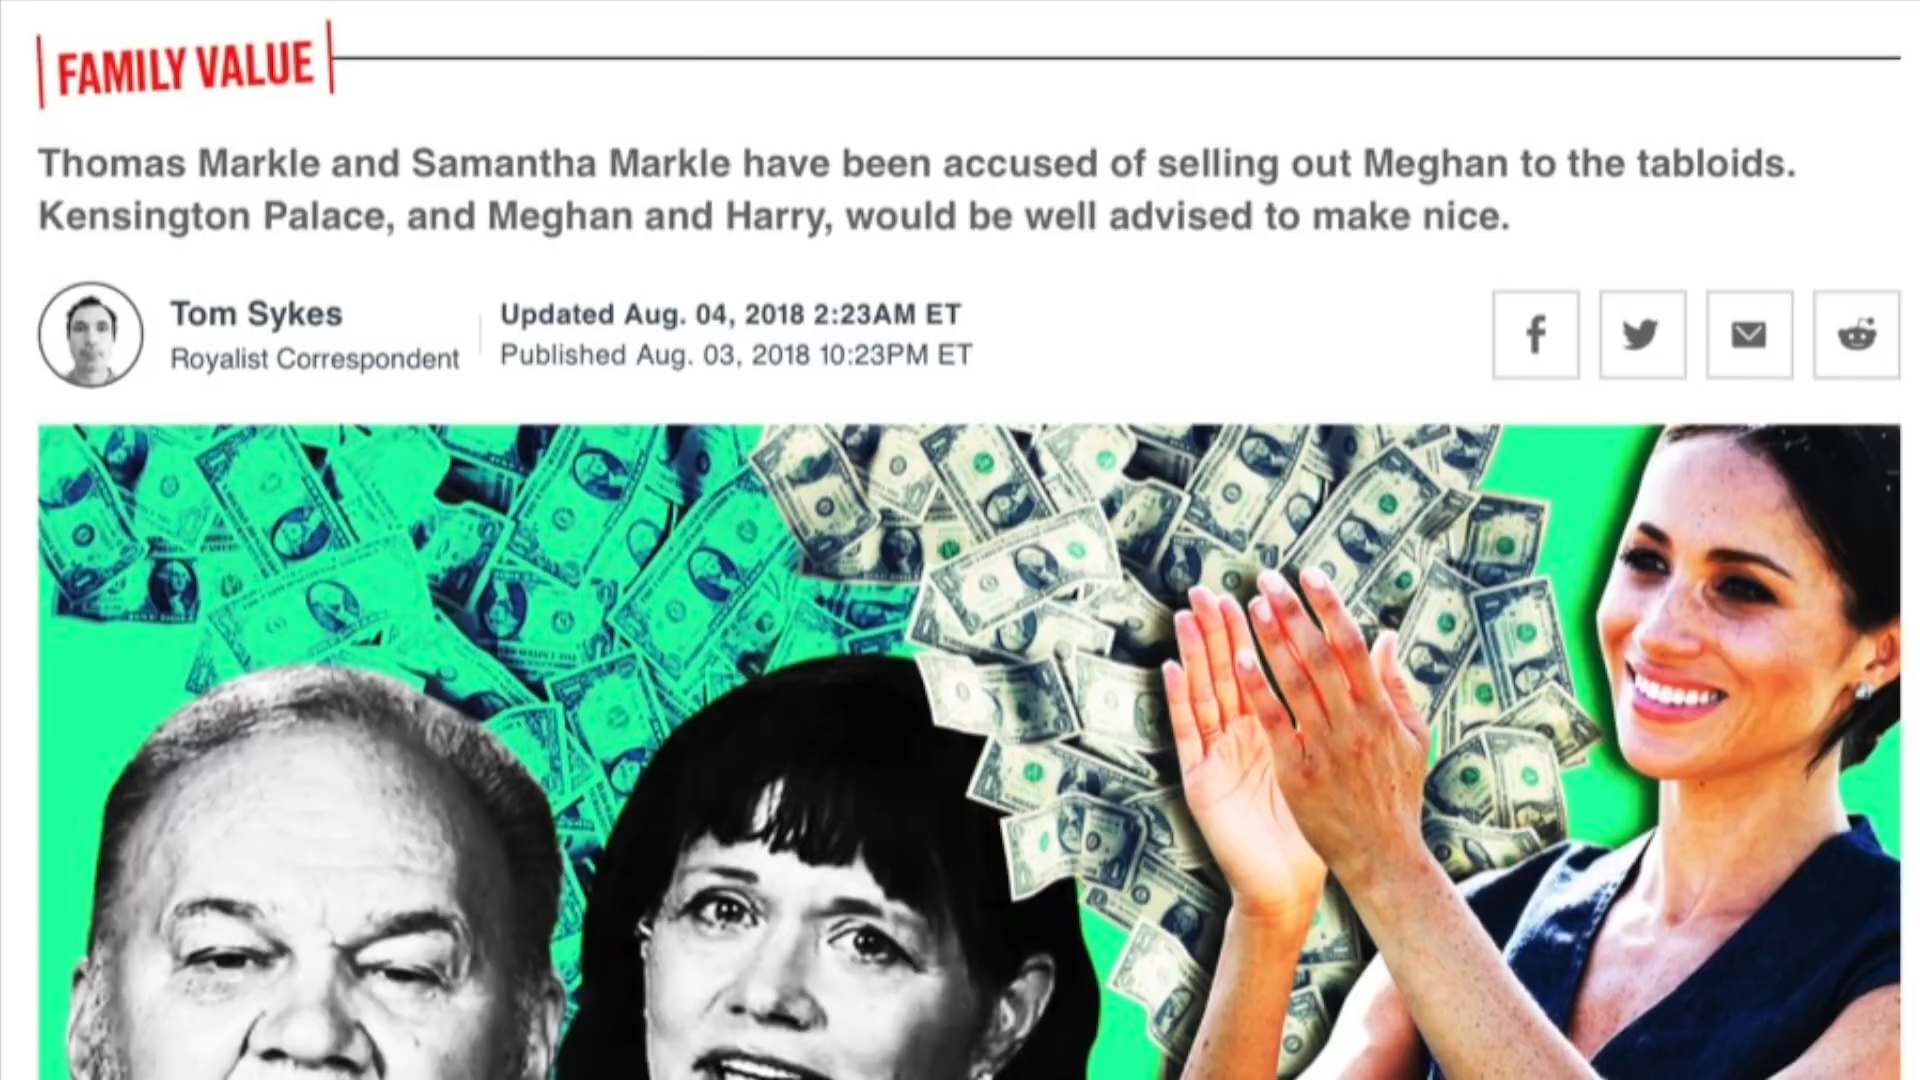 FAMILY VALUE
Thomas Markle and Samantha Markle have been accused of selling out Meghan to the tabloids.
Kensington Palace, and Meghan and Harry, would be well advised to make nice.
Tom Sykes
Royalist Correspondent
Updated Aug. 04, 2018 2:23AM ET
Published Aug. 03, 2018 10:23PM ET